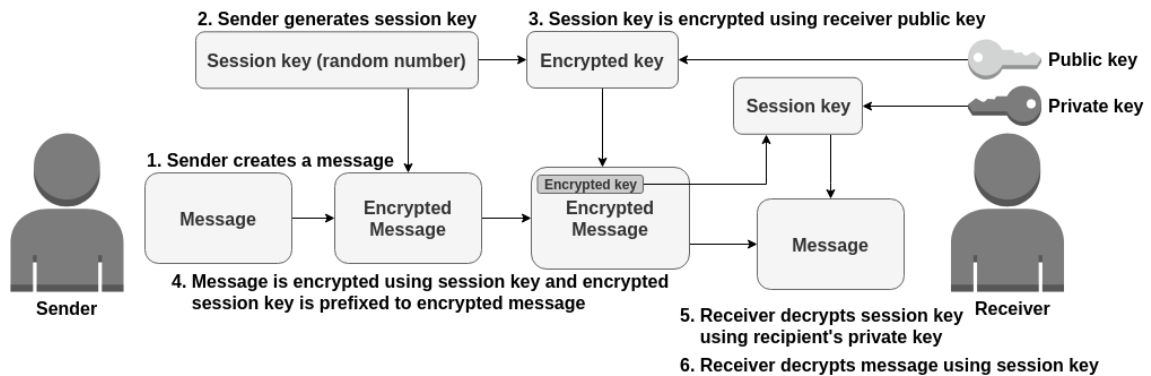 2. Sender generates session key
3. Session key is encrypted using receiver public key
Session key (random number)
Encrypted key
Public key
Session key
Private key
1. Sender creates a message
Message
Encrypted
Message
Encrypted key
Encrypted
Message
Message
4. Message is encrypted using session key and encrypted
session key is prefixed to encrypted message
Sender
Receiver
5. Receiver decrypts session key
using recipient's private key
6. Receiver decrypts message using session key